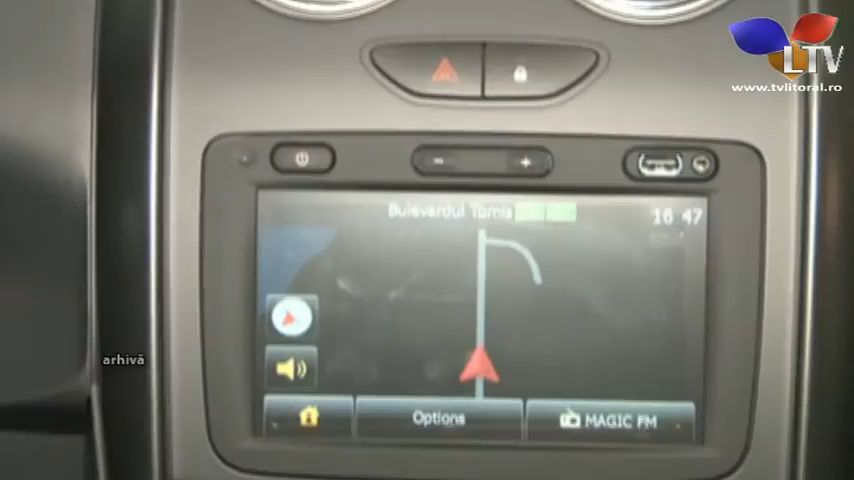 LTV
www.tvlitoral.ro
Bulevardul Tomis
16 47
arhivă
Options
MAGIC FM